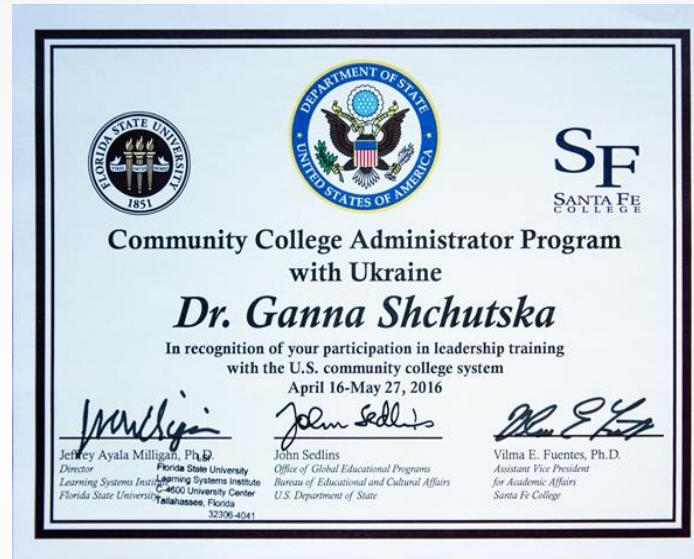 FLORIDA STATE UNIVERSITY
1851
DEPARTMENT OF STATE
UNITED STATES OF AMERICA
SF
SANTA FE
COLLEGE
Community College Administrator Program
with Ukraine
Dr. Ganna Shchutska
In recognition of your participation in leadership training
with the U.S. community college system
April 16-May 27, 2016
Jeffrey Ayala Milligan, Ph.D.
Director
Learning Systems Institute
Florida State University
LSI
Florida State University
Learning Systems Institute
C-4600 University Center
Tallahassee, Florida
32306-4041
John Sedlins
John Sedlins
Office of Global Educational Programs
Bureau of Educational and Cultural Affairs
U.S. Department of State
Vilma E. Fuentes, Ph.D.
Assistant Vice President
for Academic Affairs
Santa Fe College